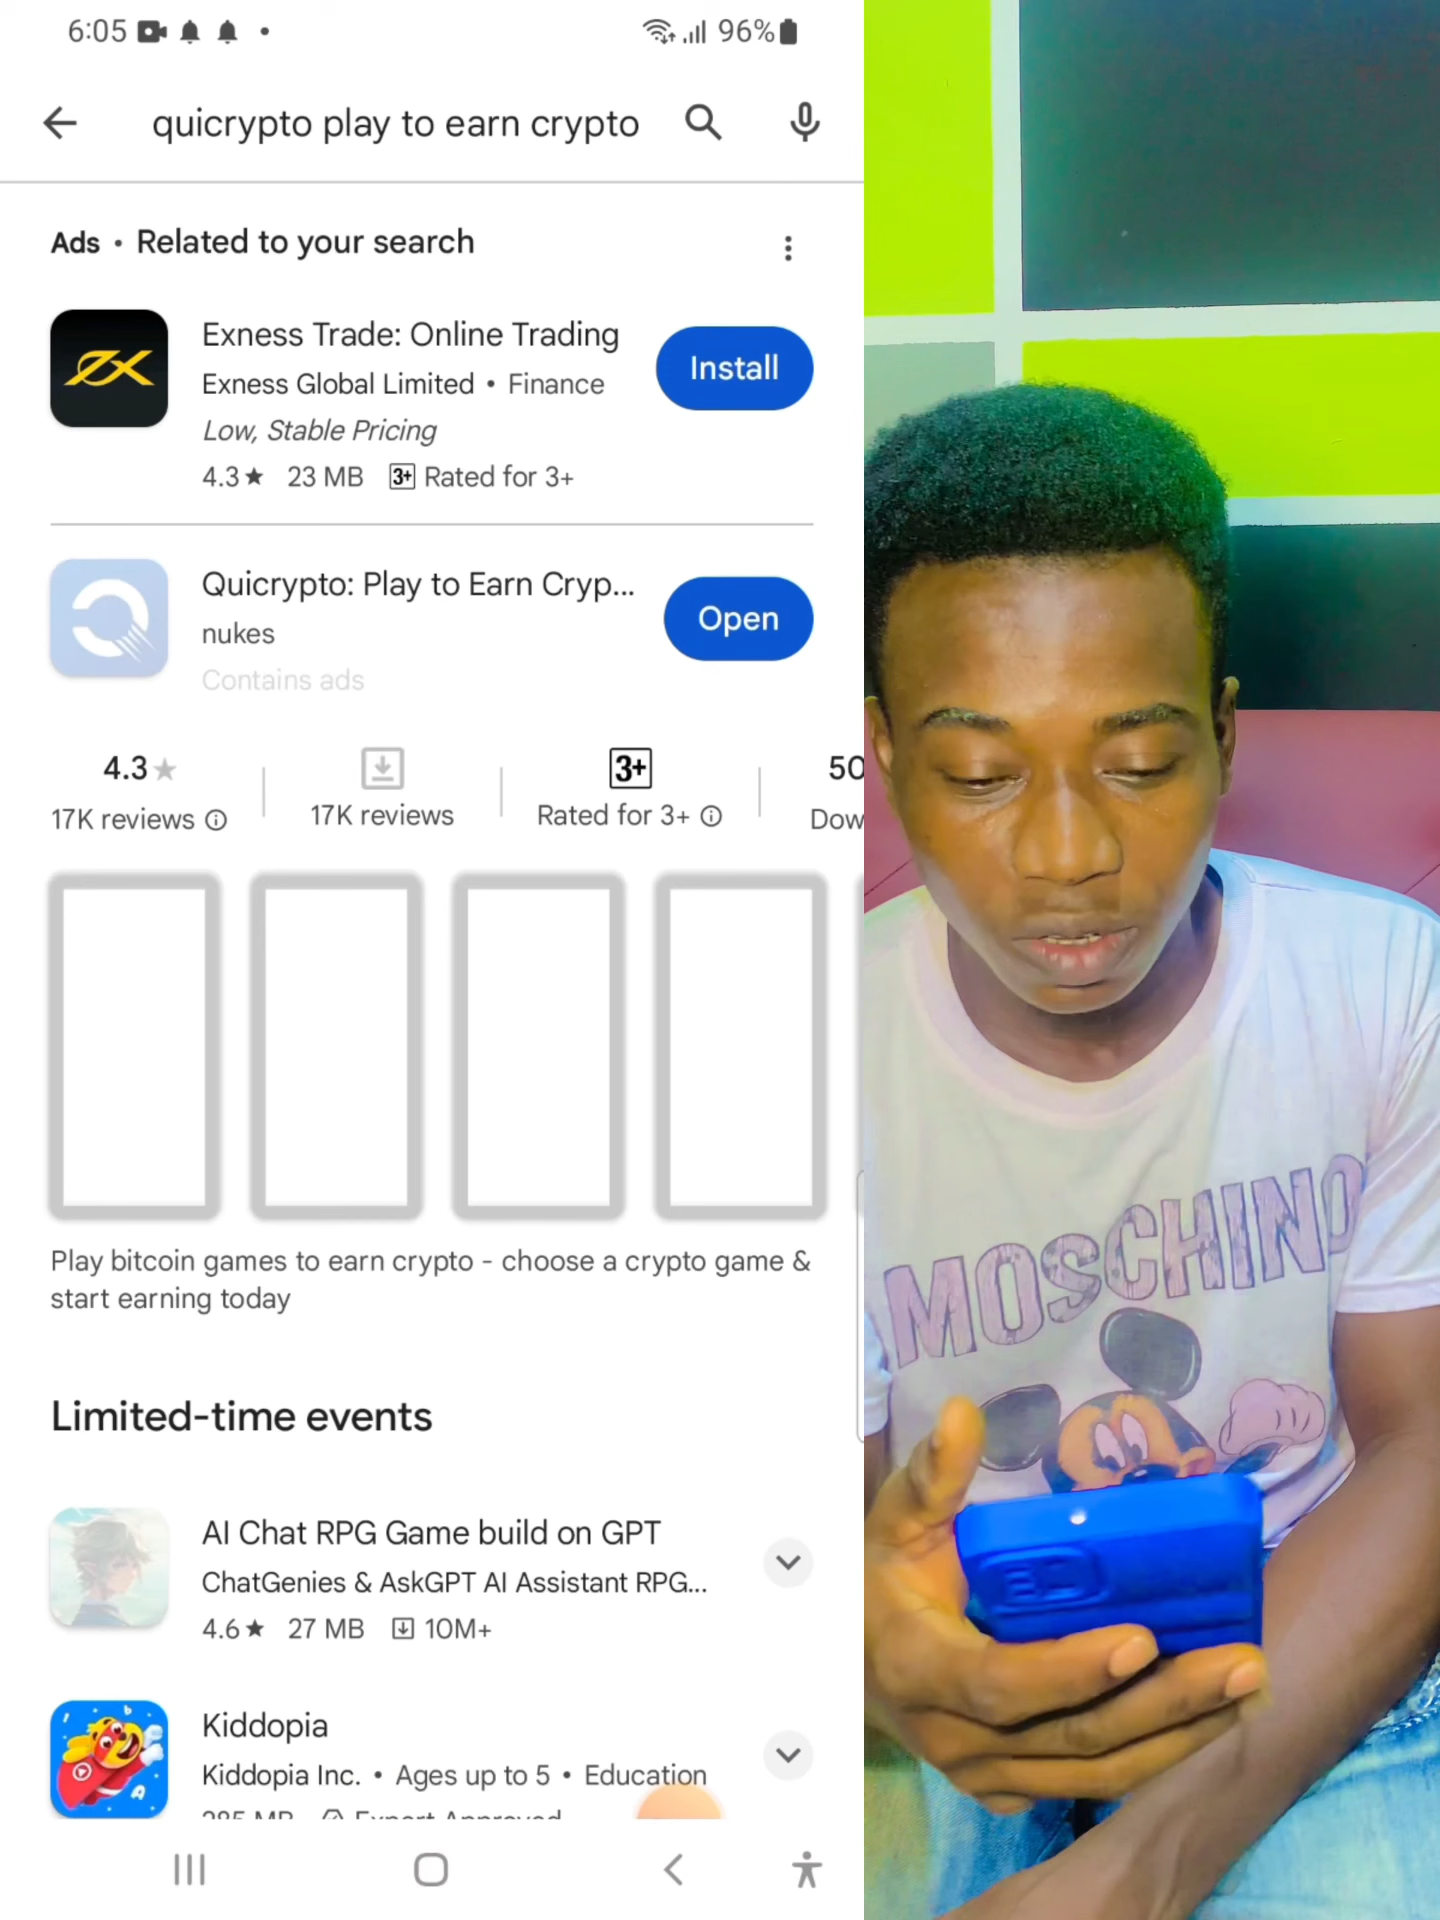 6:05
96%
quicrypto play to earn crypto
Ads • Related to your search
Exness Trade: Online Trading
Exness Global Limited • Finance
Low, Stable Pricing
4.3★ 23 MB 3+ Rated for 3+
Install
Quicrypto: Play to Earn Cryp...
nukes
Contains ads
Open
4.3★
17K reviews
17K reviews
3+
Rated for 3+
50
Dow
Play bitcoin games to earn crypto - choose a crypto game &
start earning today
Limited-time events
AI Chat RPG Game build on GPT
ChatGenies & AskGPT AI Assistant RPG...
4.6★ 27 MB 10M+
Kiddopia
Kiddopia Inc. • Ages up to 5 • Education
285 MB Expert Approved
MOSCHINO